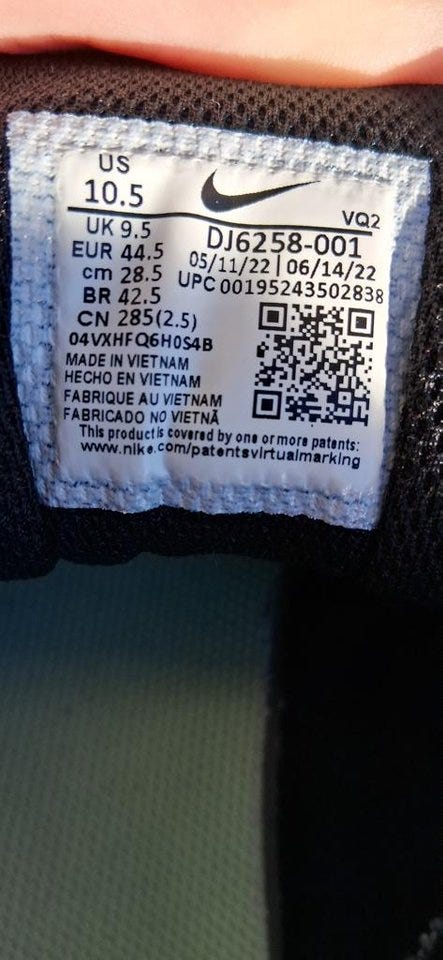 US
10.5
VQ2
UK 9.5
DJ6258-001
EUR 44.5
05/11/22 | 06/14/22
cm 28.5
UPC 00195243502838
BR 42.5
CN 285(2.5)
04VXHFQ6H0S4B
MADE IN VIETNAM
HECHO EN VIETNAM
FABRIQUE AU VIETNAM
FABRICADO NO VIETNÃ
This product is covered by one or more patents:
www.nike.com/patentsvirtualmarking